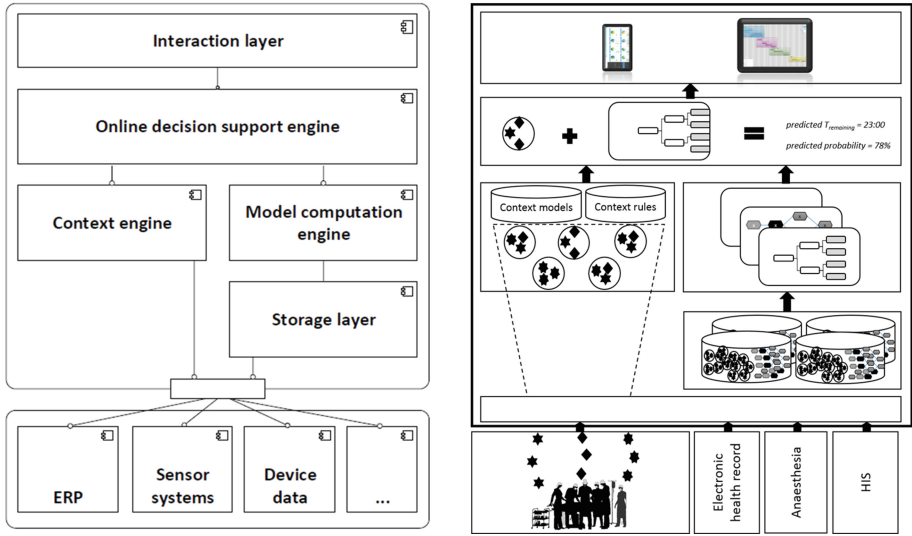 Interaction layer
Online decision support engine
Context engine
Model computation
engine
Storage layer
ERP
Sensor
systems
Device
data
...
predicted T remaining = 23:00
predicted probability = 78%
Context models
Context rules
Electronic
health record
Anaesthesia
HIS